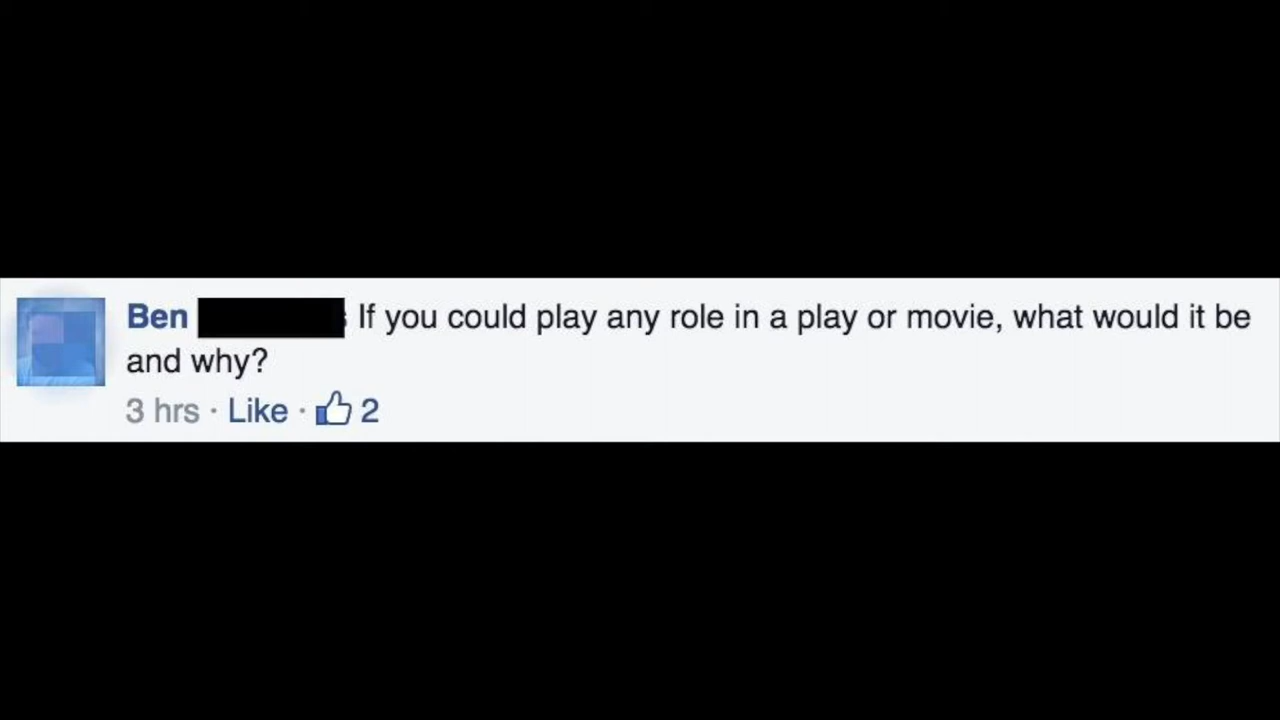 Ben If you could play any role in a play or movie, what would it be
and why?
3 hrs · Like · 2